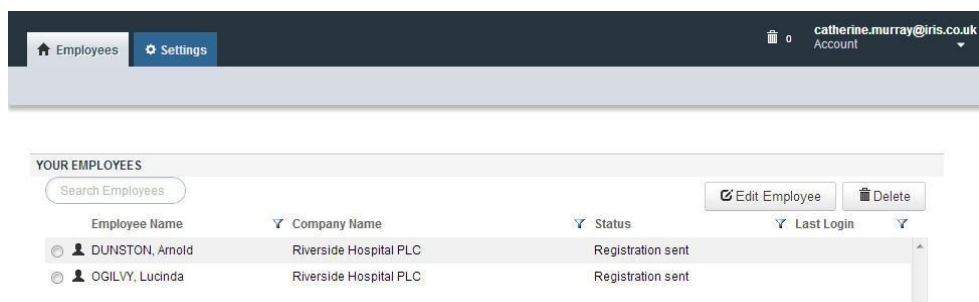 Employees Settings 0 catherine.murray@iris.co.uk
Account
YOUR EMPLOYEES
Search Employees Edit Employee Delete
Employee Name Company Name Status Last Login
DUNSTON, Arnold Riverside Hospital PLC Registration sent
OGILVY, Lucinda Riverside Hospital PLC Registration sent